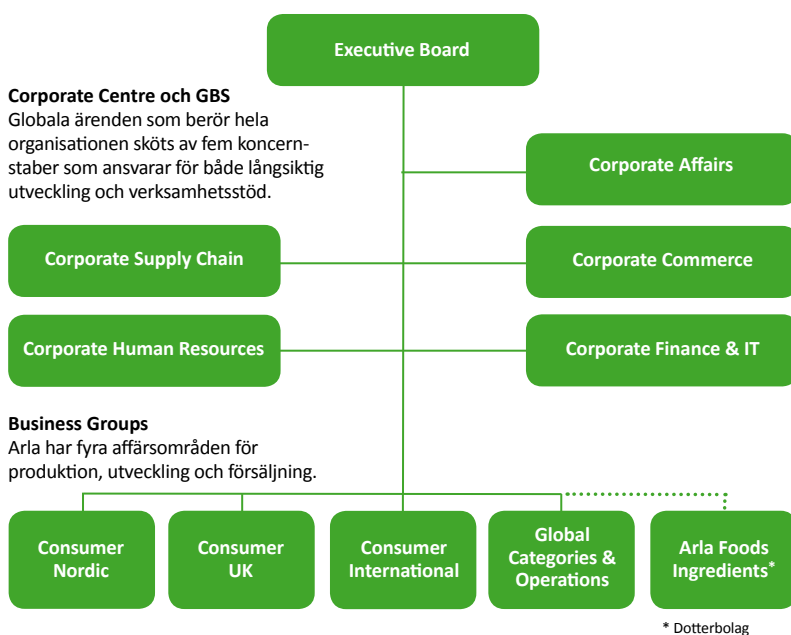 Executive Board
Corporate Centre och GBS
Globala ärenden som berör hela
organisationen sköts av fem koncern-
staber som ansvarar för både långsiktig
utveckling och verksamhetsstöd.
Corporate Affairs
Corporate Supply Chain
Corporate Commerce
Corporate Human Resources
Corporate Finance & IT
Business Groups
Arla har fyra affärsområden för
produktion, utveckling och försäljning.
Consumer
Nordic
Consumer
UK
Consumer
International
Global
Categories &
Operations
Arla Foods
Ingredients*
* Dotterbolag